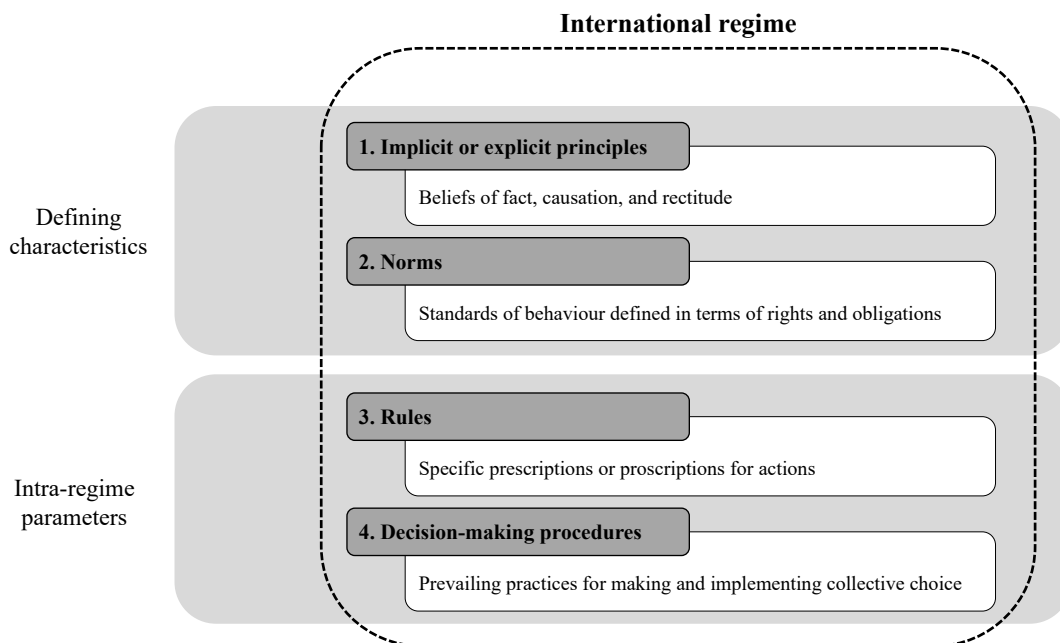 International regime
Defining
characteristics
1. Implicit or explicit principles
Beliefs of fact, causation, and rectitude
2. Norms
Standards of behaviour defined in terms of rights and obligations
Intra-regime
parameters
3. Rules
Specific prescriptions or proscriptions for actions
4. Decision-making procedures
Prevailing practices for making and implementing collective choice